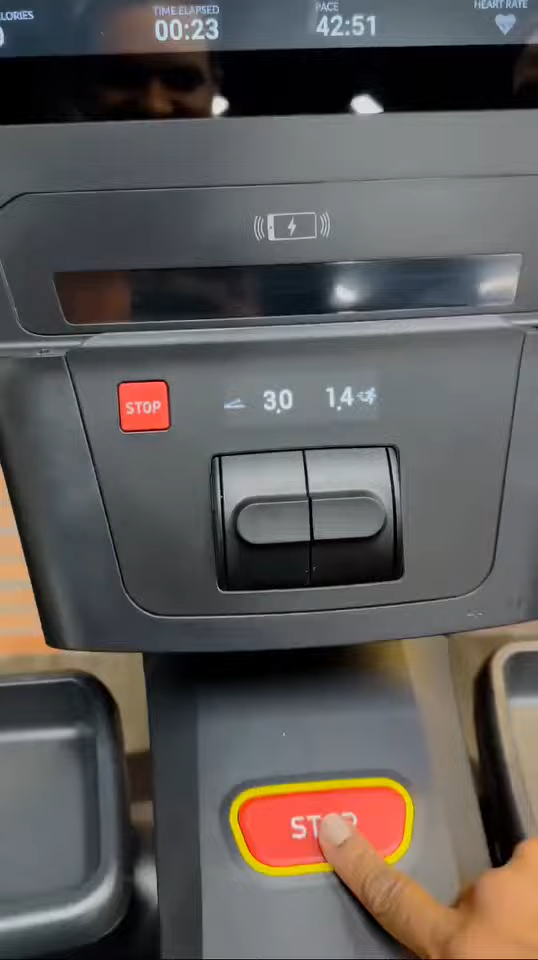 TIME ELAPSED
00:23
PACE
42:51
HEART RATE
STOP
3.0
1.4
STOP